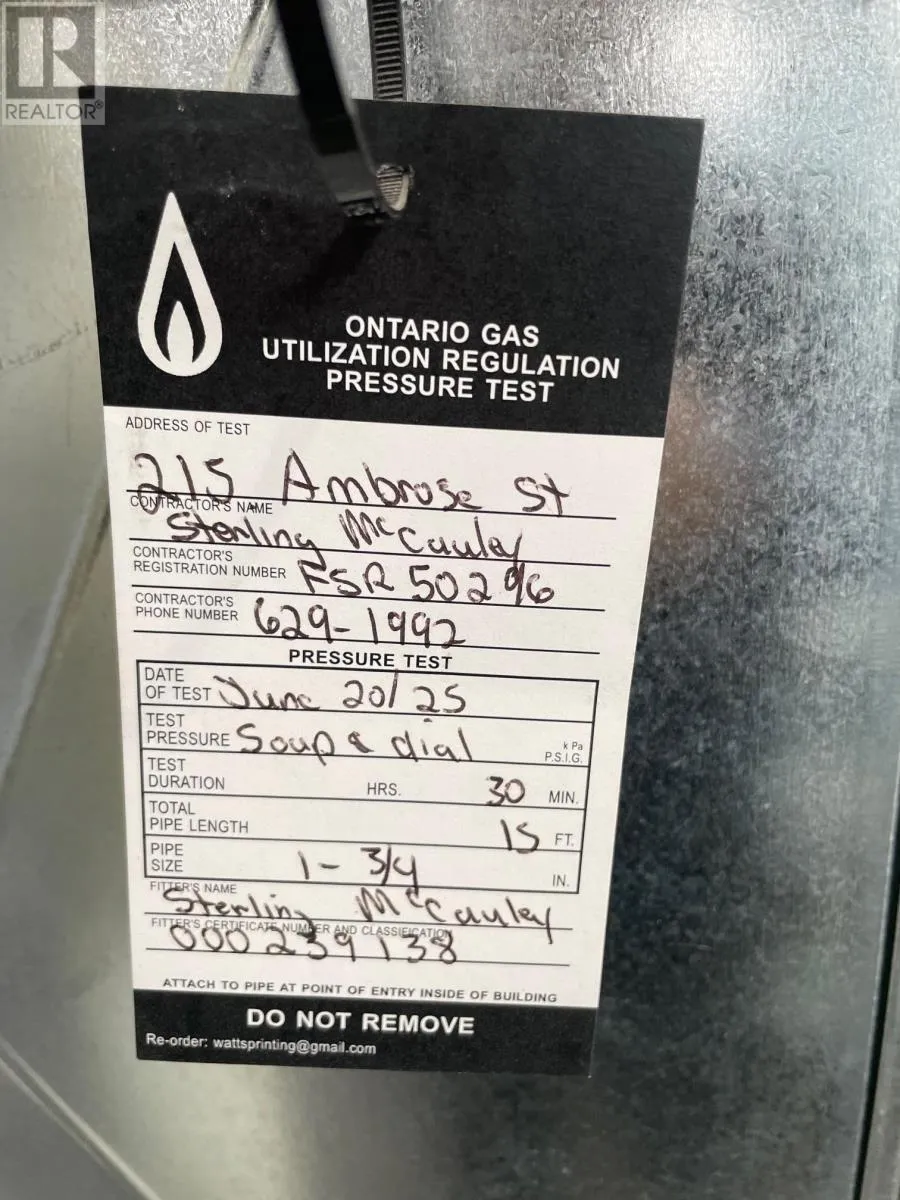 REALTOR®
ONTARIO GAS
UTILIZATION REGULATION
PRESSURE TEST
ADDRESS OF TEST
215 Ambrose St
CONTRACTOR'S NAME
Sterling McCauley
CONTRACTOR'S
REGISTRATION NUMBER FSR 50296
CONTRACTOR'S
PHONE NUMBER 629-1992
PRESSURE TEST
DATE
OF TEST June 20/25
TEST
PRESSURE Soap & dial k Pa
P.S.I.G.
TEST
DURATION HRS. 30 MIN.
TOTAL
PIPE LENGTH 15 FT.
PIPE
SIZE 1 - 3/4 IN.
FITTER'S NAME
Sterling McCauley
FITTER'S CERTIFICATE NUMBER AND CLASSIFICATION
000239138
ATTACH TO PIPE AT POINT OF ENTRY INSIDE OF BUILDING
DO NOT REMOVE
Re-order: wattsprinting@gmail.com